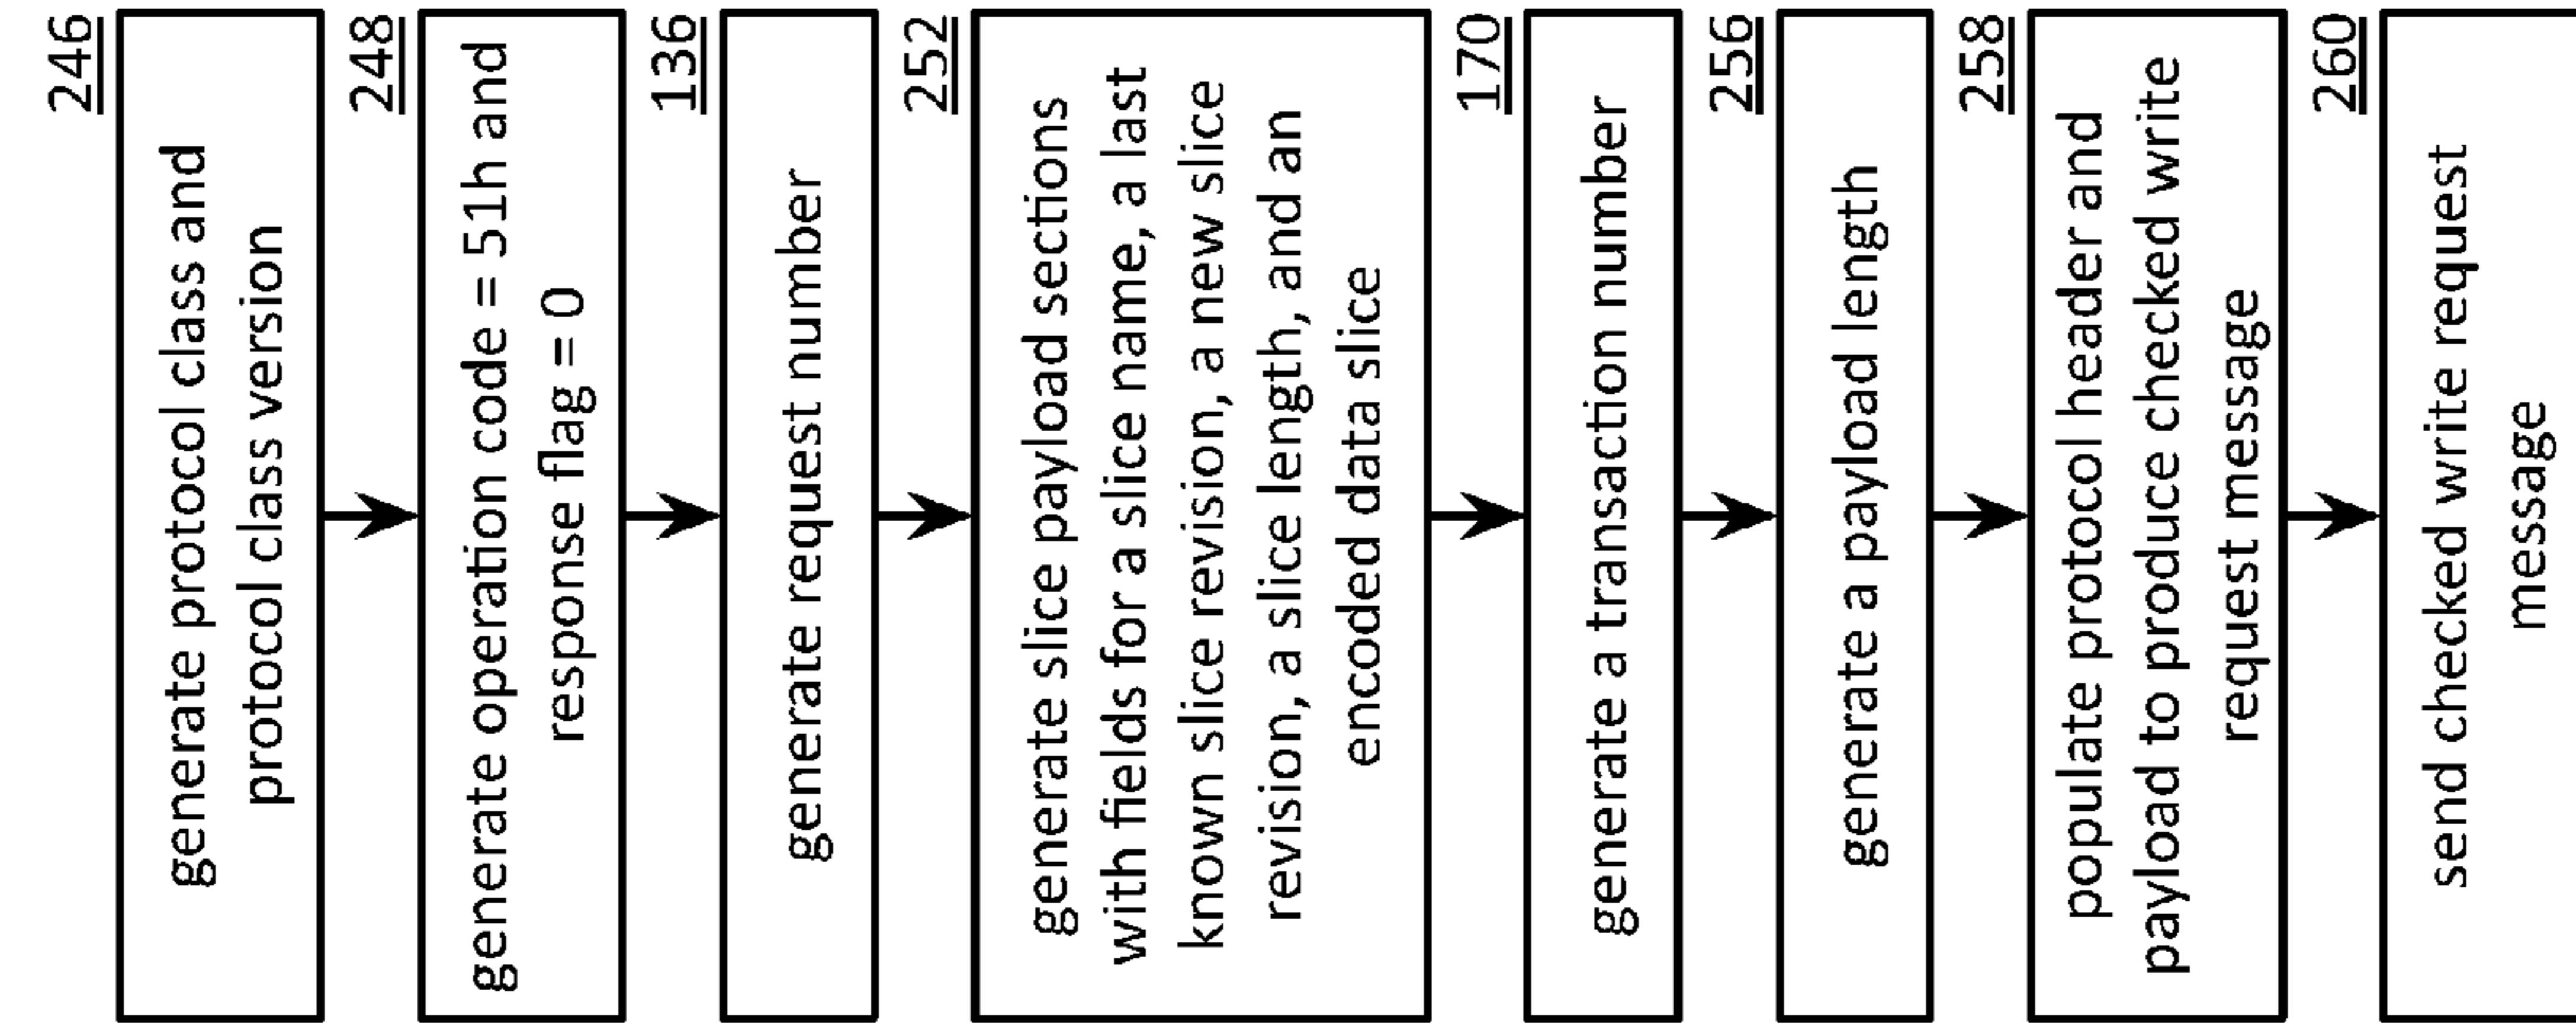 246
generate protocol class and
protocol class version
248
generate operation code = 51h and
response flag = 0
136
generate request number
252
generate slice payload sections
with fields for a slice name, a last
known slice revision, a new slice
revision, a slice length, and an
encoded data slice
170
generate a transaction number
256
generate a payload length
258
populate protocol header and
payload to produce checked write
request message
260
send checked write request
message